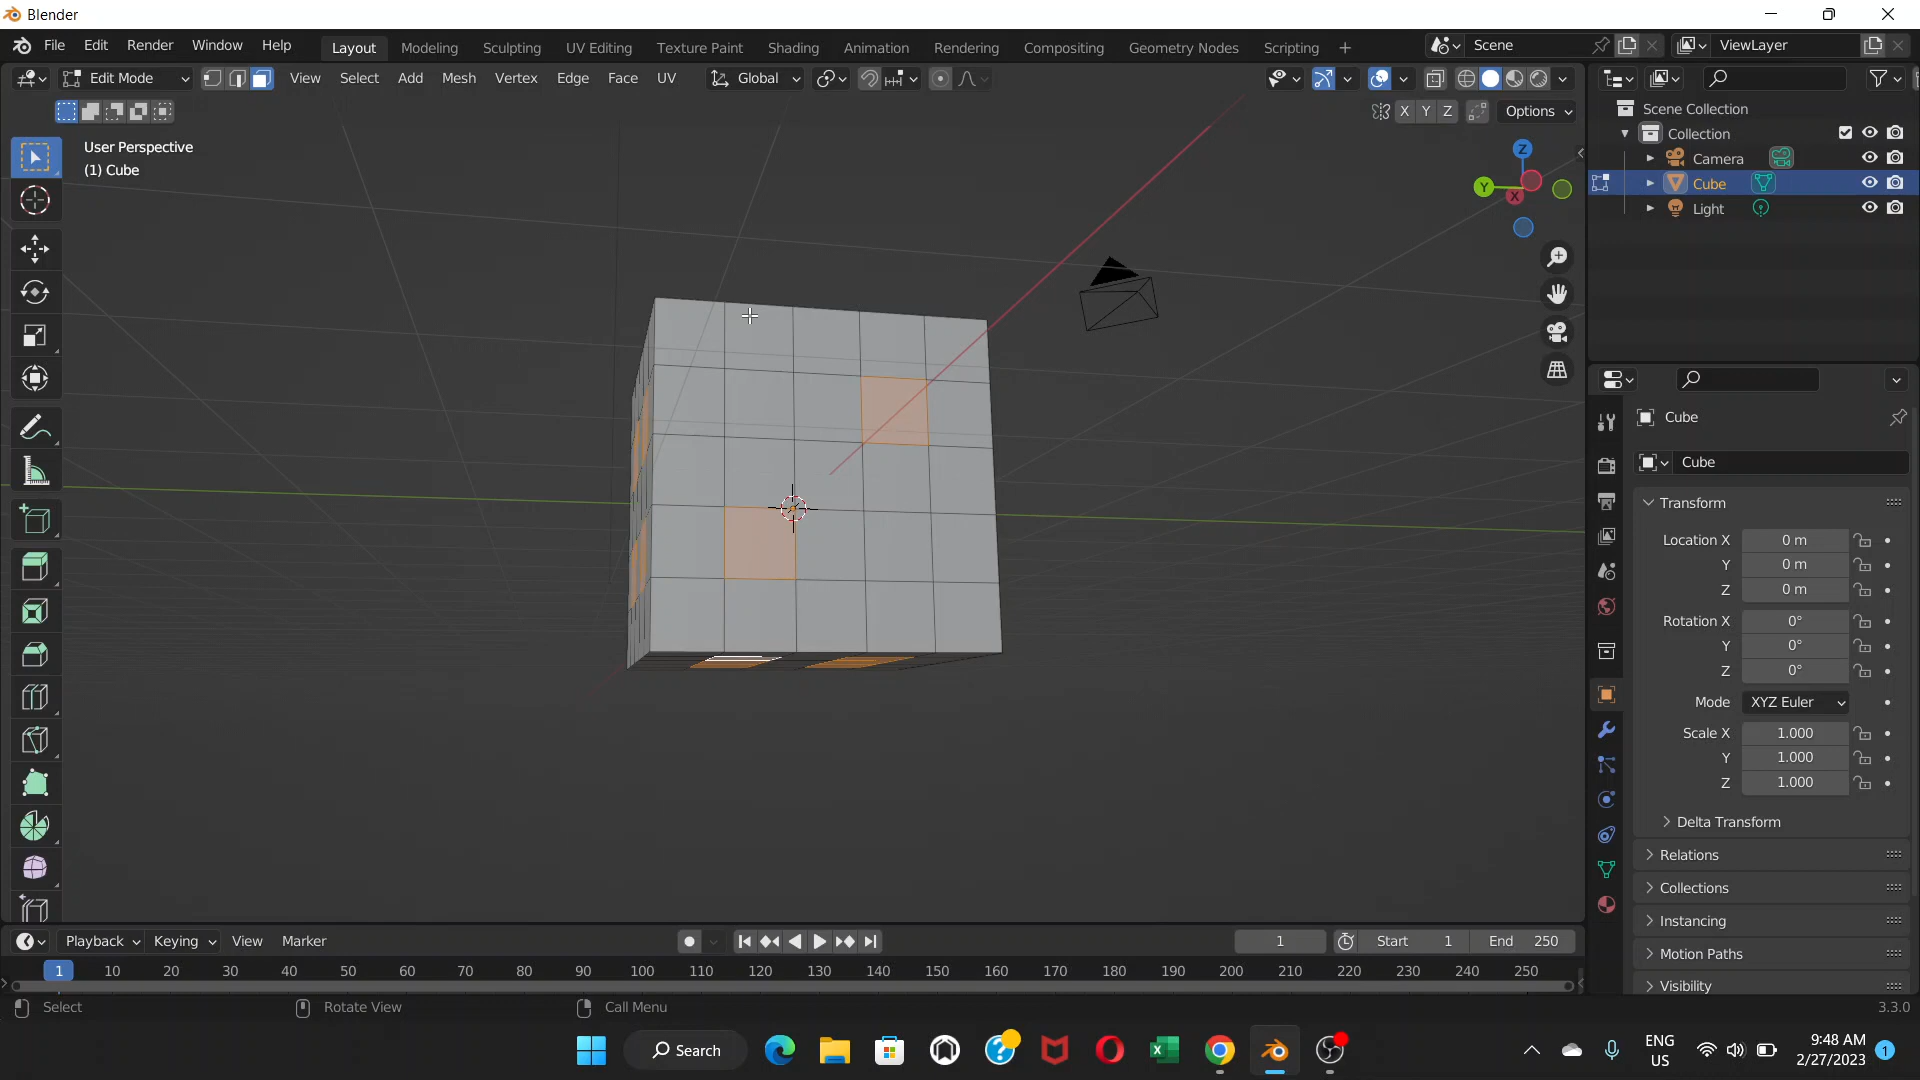 Blender
File Edit Render Window Help
Layout Modeling Sculpting UV Editing Texture Paint Shading Animation Rendering Compositing Geometry Nodes Scripting +
Scene
ViewLayer
Edit Mode View Select Add Mesh Vertex Edge Face UV
Global
X Y Z Options
User Perspective
(1) Cube
Z
Y
X
Scene Collection
Collection
Camera
Cube
Light
Cube
Cube
Transform
Location X 0 m
Y 0 m
Z 0 m
Rotation X 0°
Y 0°
Z 0°
Mode XYZ Euler
Scale X 1.000
Y 1.000
Z 1.000
Delta Transform
Relations
Collections
Instancing
Motion Paths
Visibility
Playback Keying View Marker
1
Start 1
End 250
1 10 20 30 40 50 60 70 80 90 100 110 120 130 140 150 160 170 180 190 200 210 220 230 240 250
Select Rotate View Call Menu
3.3.0
Search
ENG
US
9:48 AM
2/27/2023
1